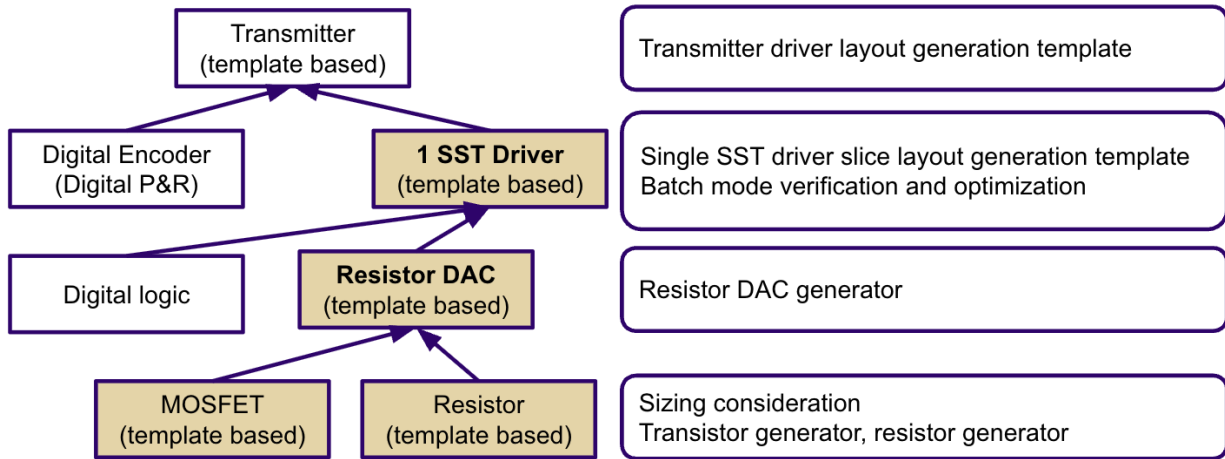 Transmitter
(template based)
Transmitter driver layout generation template
Digital Encoder
(Digital P&R)
1 SST Driver
(template based)
Single SST driver slice layout generation template
Batch mode verification and optimization
Digital logic
Resistor DAC
(template based)
Resistor DAC generator
MOSFET
(template based)
Resistor
(template based)
Sizing consideration
Transistor generator, resistor generator